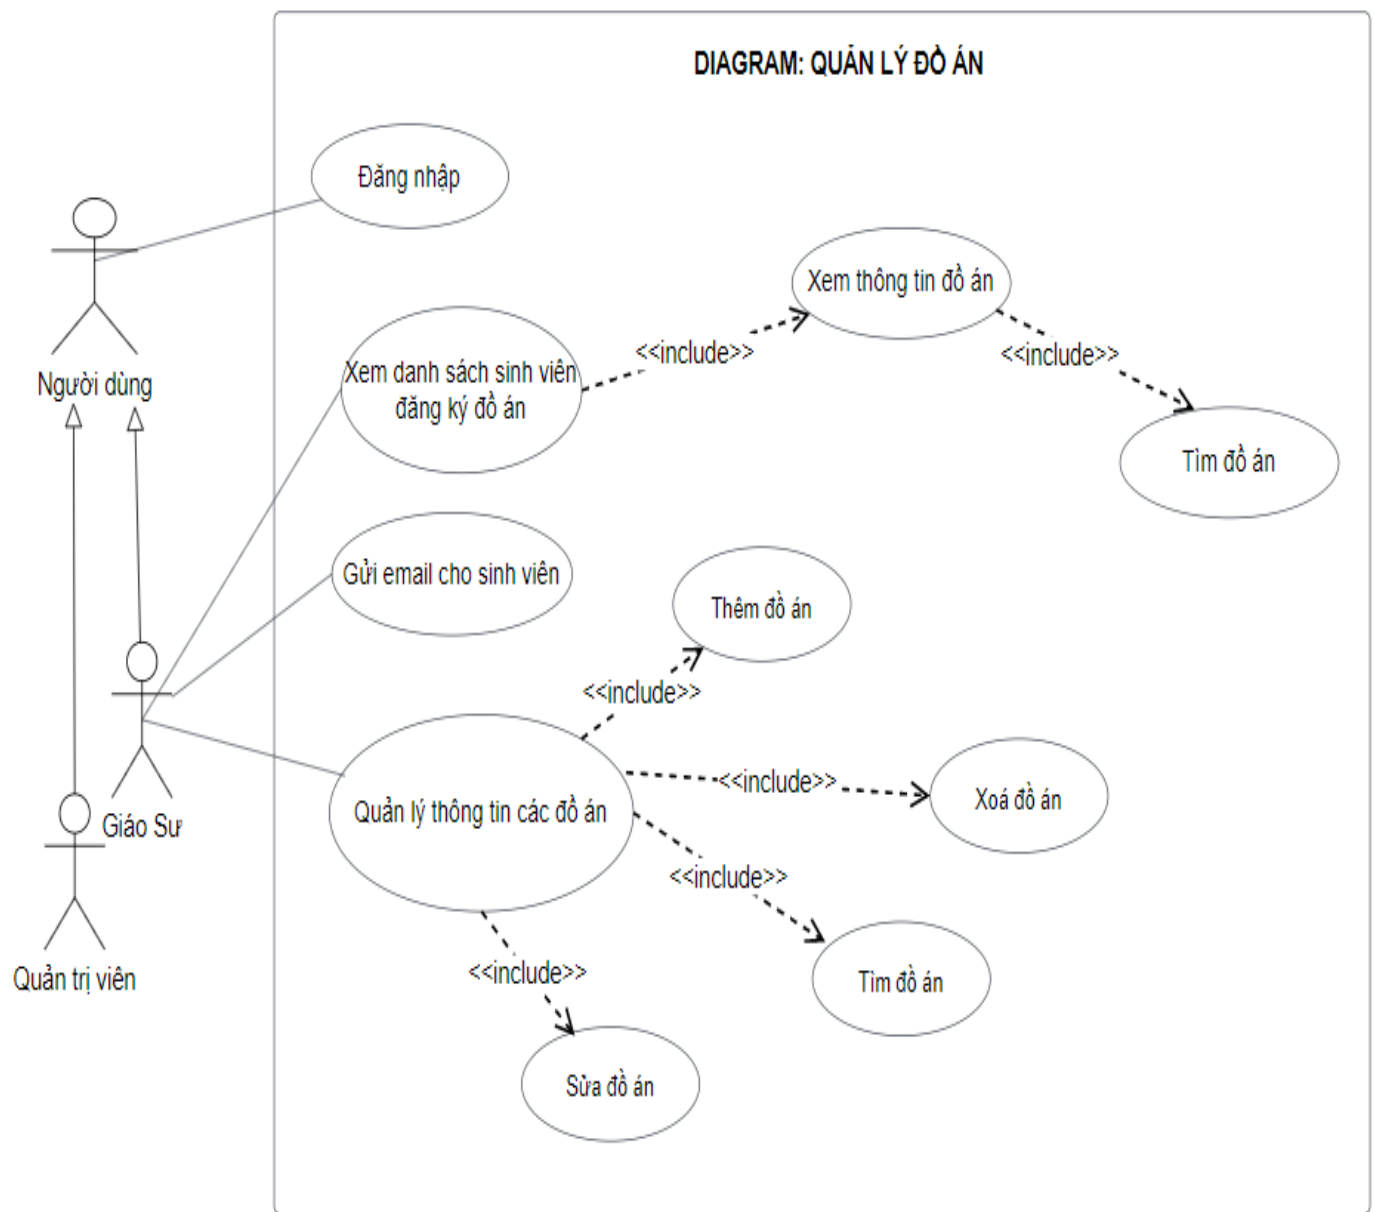 DIAGRAM: QUẢN LÝ ĐỒ ÁN
Đăng nhập
Xem thông tin đồ án
<<include>>
<<include>>
Xem danh sách sinh viên
đăng ký đồ án
Người dùng
Tìm đồ án
Gửi email cho sinh viên
Thêm đồ án
<<include>>
<<include>>
Xoá đồ án
Quản lý thông tin các đồ án
Giáo Sư
<<include>>
<<include>>
Tìm đồ án
Quản trị viên
Sửa đồ án